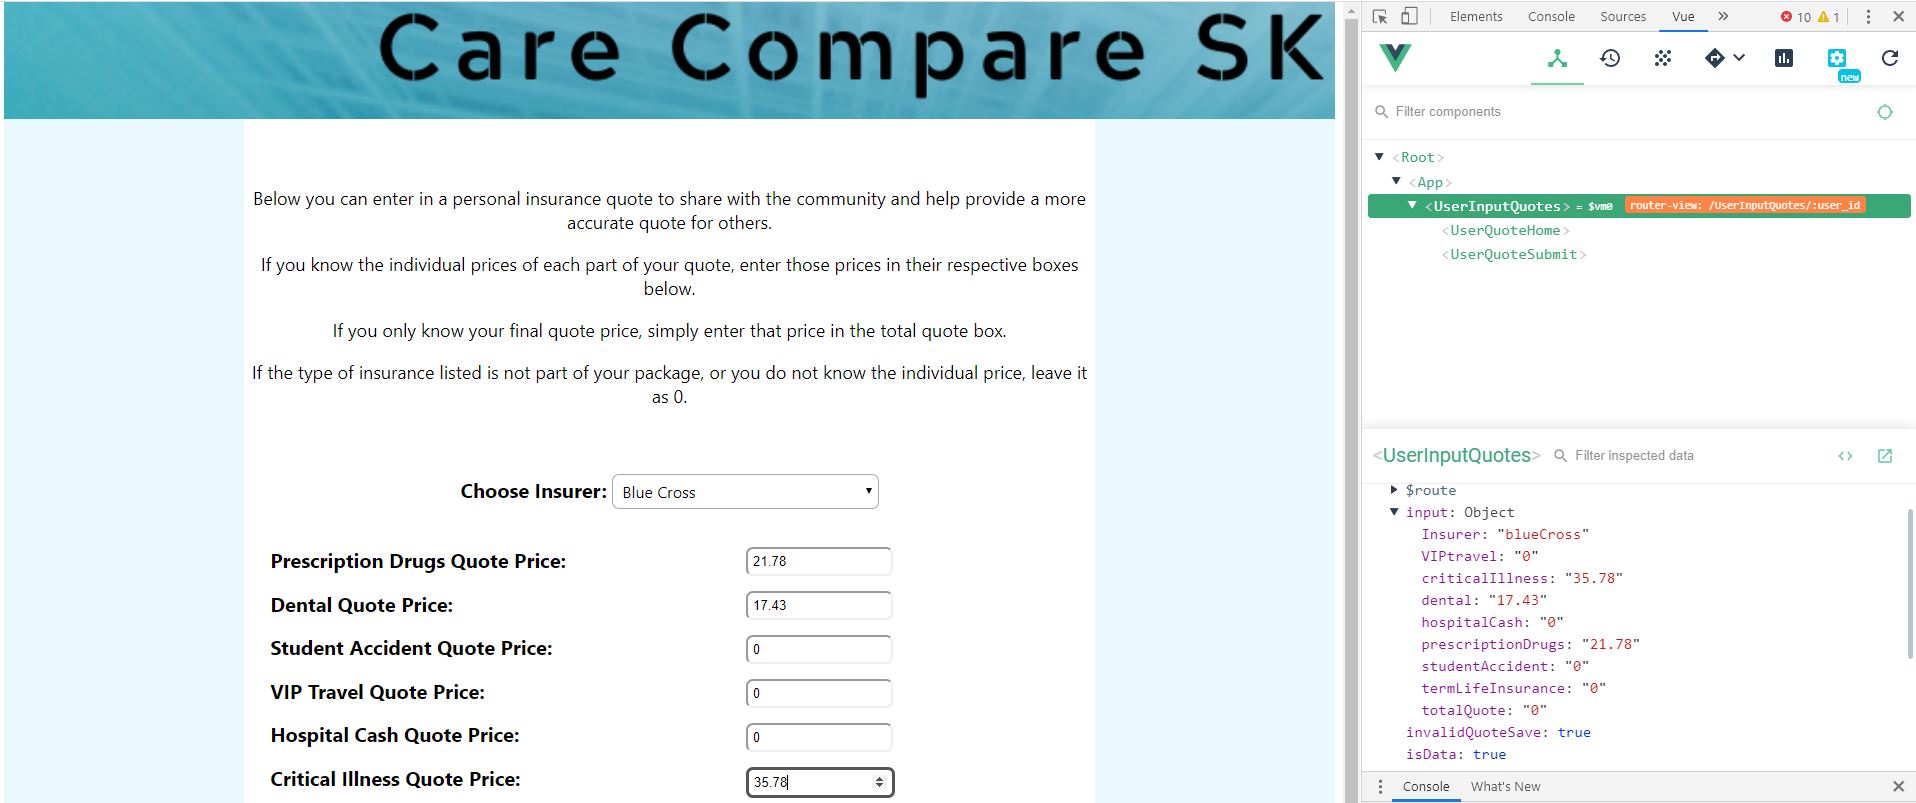 Care Compare SK
Below you can enter in a personal insurance quote to share with the community and help provide a more
accurate quote for others.
If you know the individual prices of each part of your quote, enter those prices in their respective boxes
below.
If you only know your final quote price, simply enter that price in the total quote box.
If the type of insurance listed is not part of your package, or you do not know the individual price, leave it
as 0.
Choose Insurer: Blue Cross
Prescription Drugs Quote Price: 21.78
Dental Quote Price: 17.43
Student Accident Quote Price: 0
VIP Travel Quote Price: 0
Hospital Cash Quote Price: 0
Critical Illness Quote Price: 35.78
Elements Console Sources Vue » 10 1
new
Filter components
<Root>
<App>
<UserInputQuotes> = $vm0 router-view: /UserInputQuotes/:user_id
<UserQuoteHome>
<UserQuoteSubmit>
<UserInputQuotes> Filter inspected data <>
$route
input: Object
Insurer: "blueCross"
VIPtravel: "0"
criticalIllness: "35.78"
dental: "17.43"
hospitalCash: "0"
prescriptionDrugs: "21.78"
studentAccident: "0"
termLifeInsurance: "0"
totalQuote: "0"
invalidQuoteSave: true
isData: true
Console What's New